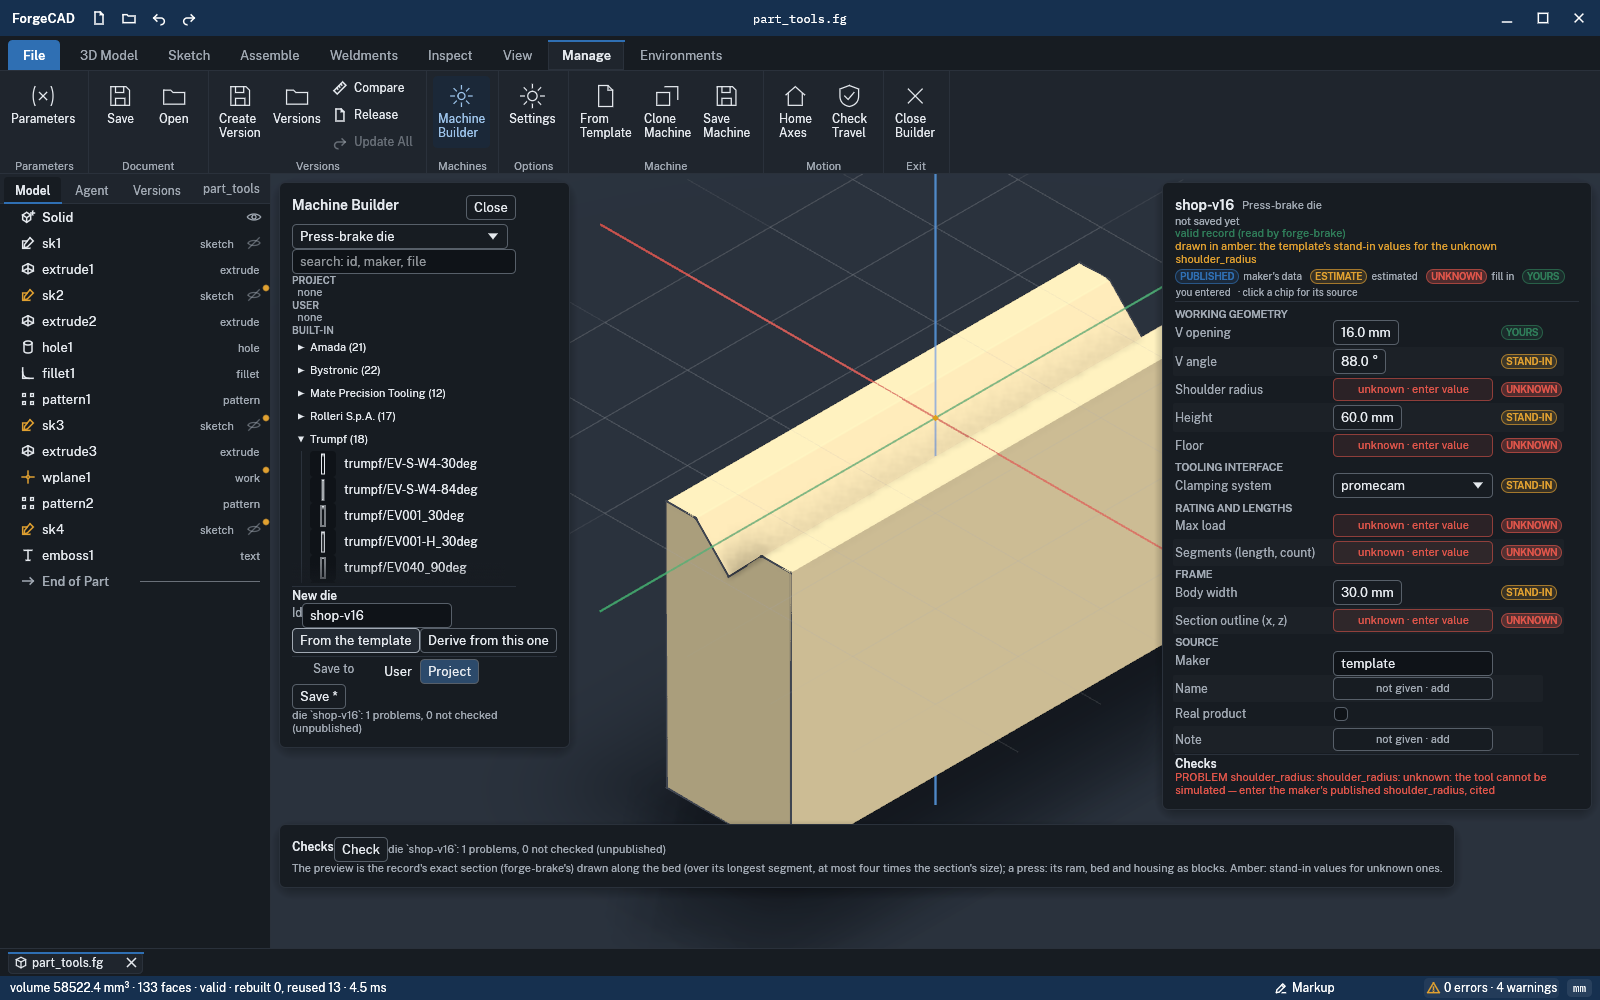 ForgeCAD
part_tools.fg
File 3D Model Sketch Assemble Weldments Inspect View Manage Environments
(x) Parameters
Save
Open
Create Version
Versions
Compare
Release
Update All
Machine Builder
Settings
From Template
Clone Machine
Save Machine
Home Axes
Check Travel
Close Builder
Parameters Document Versions Machines Options Machine Motion Exit
Model Agent Versions part_tools
Solid
sk1 sketch
extrude1 extrude
sk2 sketch
extrude2 extrude
hole1 hole
fillet1 fillet
pattern1 pattern
sk3 sketch
extrude3 extrude
wplane1 work
pattern2 pattern
sk4 sketch
emboss1 text
End of Part
Machine Builder Close
Press-brake die
search: id, maker, file
PROJECT
none
USER
none
BUILT-IN
Amada (21)
Bystronic (22)
Mate Precision Tooling (12)
Rolleri S.p.A. (17)
Trumpf (18)
trumpf/EV-S-W4-30deg
trumpf/EV-S-W4-84deg
trumpf/EV001_30deg
trumpf/EV001-H_30deg
trumpf/EV040_90deg
New die
Id shop-v16
From the template Derive from this one
Save to User Project
Save *
die `shop-v16`: 1 problems, 0 not checked
(unpublished)
shop-v16 Press-brake die
not saved yet
valid record (read by forge-brake)
drawn in amber: the template's stand-in values for the unknown
shoulder_radius
PUBLISHED maker's data ESTIMATE estimated UNKNOWN fill in YOURS
you entered · click a chip for its source
WORKING GEOMETRY
V opening 16.0 mm YOURS
V angle 88.0 ° STAND-IN
Shoulder radius unknown · enter value UNKNOWN
Height 60.0 mm STAND-IN
Floor unknown · enter value UNKNOWN
TOOLING INTERFACE
Clamping system promecam STAND-IN
RATING AND LENGTHS
Max load unknown · enter value UNKNOWN
Segments (length, count) unknown · enter value UNKNOWN
FRAME
Body width 30.0 mm STAND-IN
Section outline (x, z) unknown · enter value UNKNOWN
SOURCE
Maker template
Name not given · add
Real product
Note not given · add
Checks
PROBLEM shoulder_radius: shoulder_radius: unknown: the tool cannot be
simulated — enter the maker's published shoulder_radius, cited
Checks Check die `shop-v16`: 1 problems, 0 not checked (unpublished)
The preview is the record's exact section (forge-brake's) drawn along the bed (over its longest segment, at most four times the section's size); a press: its ram, bed and housing as blocks. Amber: stand-in values for unknown ones.
part_tools.fg
volume 58522.4 mm³ · 133 faces · valid · rebuilt 0, reused 13 · 4.5 ms
Markup
0 errors · 4 warnings
mm